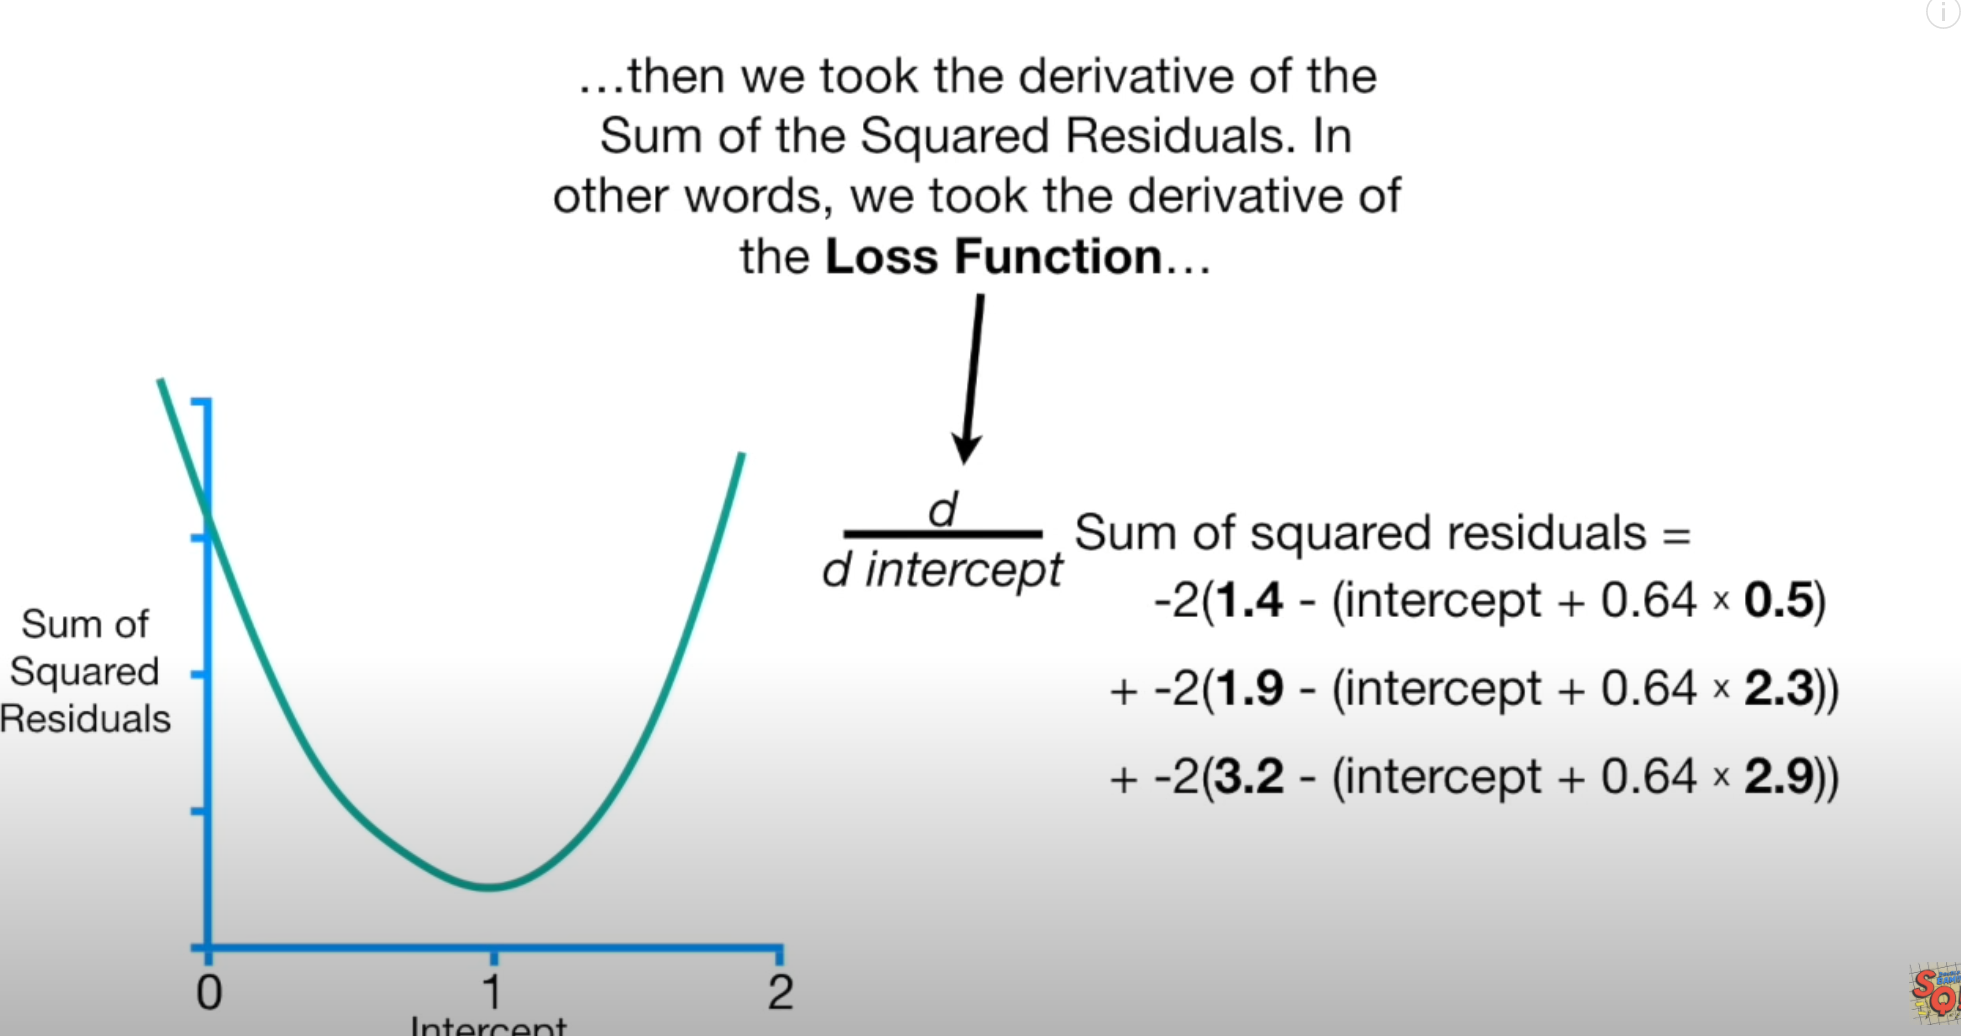 …then we took the derivative of the
Sum of the Squared Residuals. In
other words, we took the derivative of
the Loss Function…
d
d intercept
Sum of squared residuals =
-2(1.4 - (intercept + 0.64 × 0.5)
+ -2(1.9 - (intercept + 0.64 × 2.3))
+ -2(3.2 - (intercept + 0.64 × 2.9))
Sum of
Squared
Residuals
0 1 2
Intercept